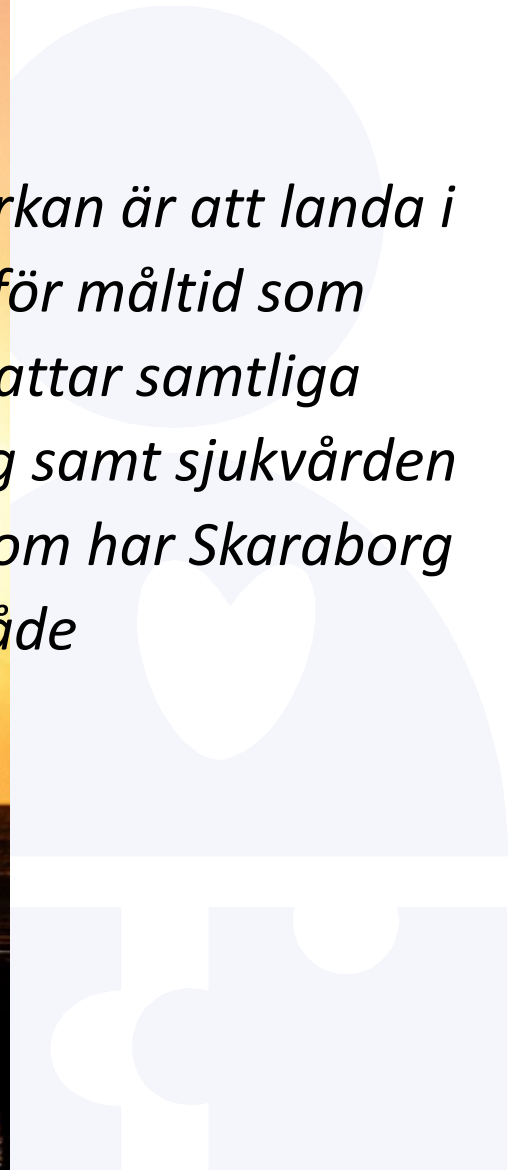 rkan är att landa i
för måltid som
attar samtliga
g samt sjukvården
om har Skaraborg
åde